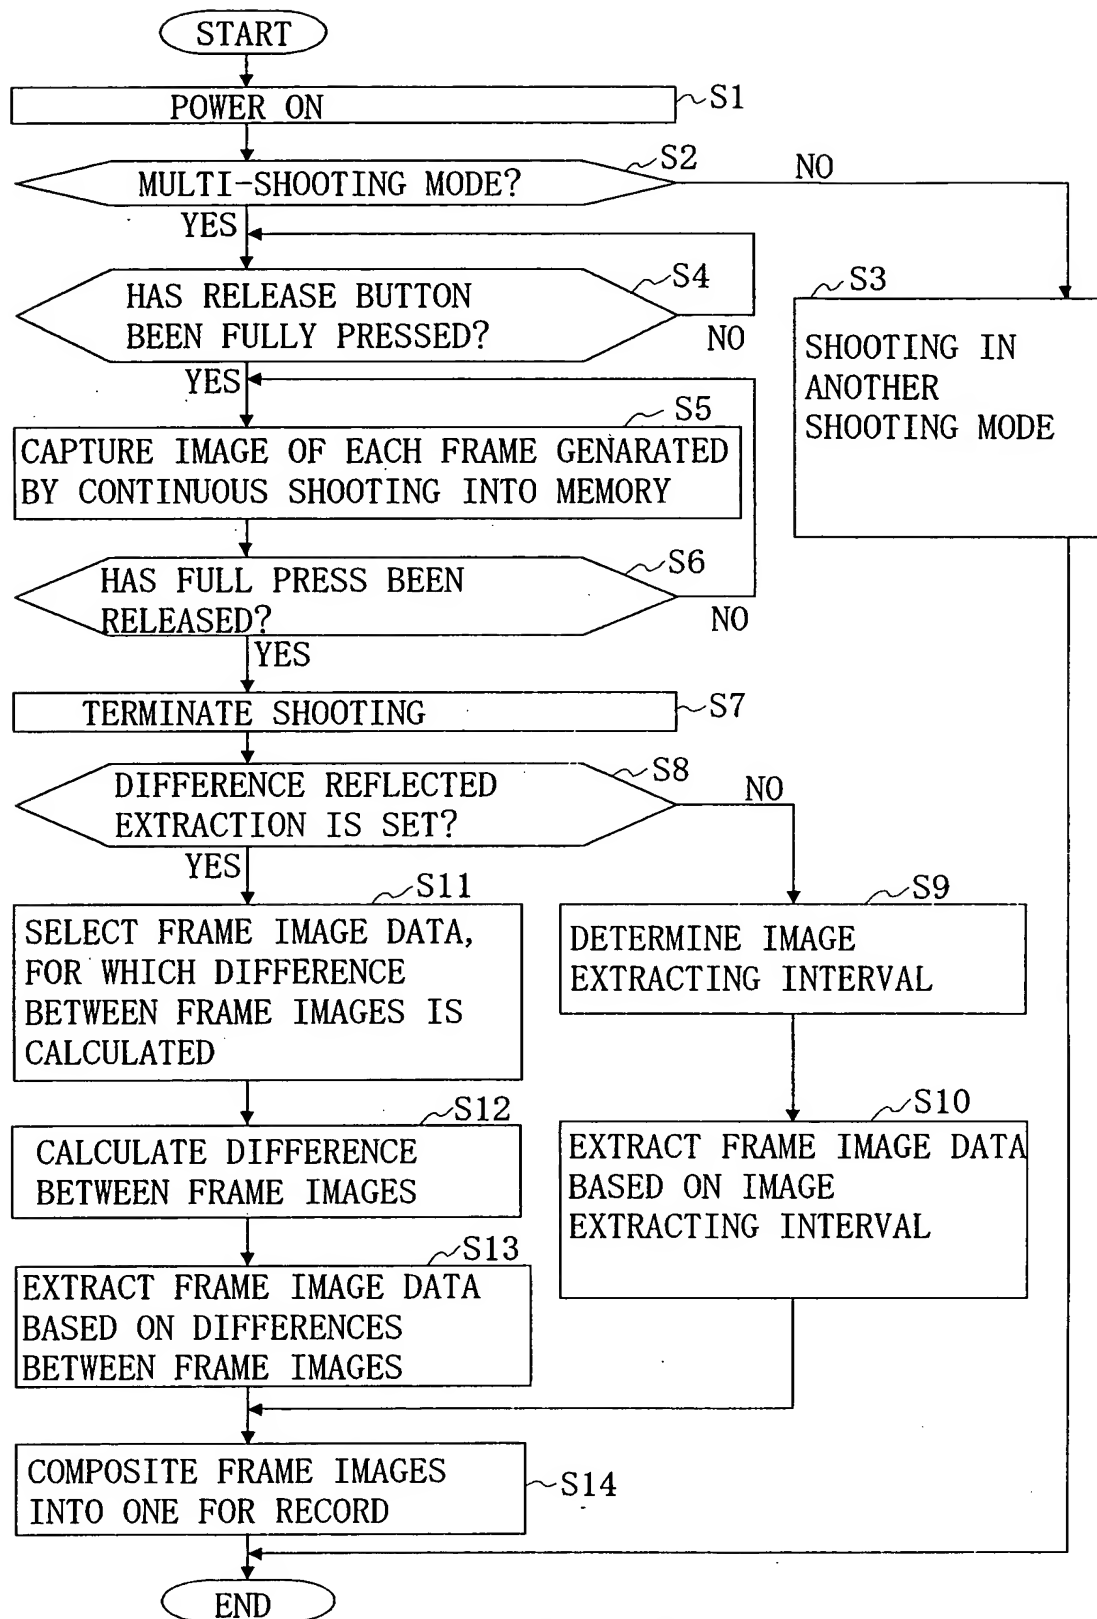 START
POWER ON
S1
MULTI-SHOOTING MODE?
S2
NO
YES
HAS RELEASE BUTTON
BEEN FULLY PRESSED?
S4
NO
YES
S3
SHOOTING IN
ANOTHER
SHOOTING MODE
S5
CAPTURE IMAGE OF EACH FRAME GENARATED
BY CONTINUOUS SHOOTING INTO MEMORY
HAS FULL PRESS BEEN
RELEASED?
S6
NO
YES
TERMINATE SHOOTING
S7
DIFFERENCE REFLECTED
EXTRACTION IS SET?
S8
NO
YES
S11
SELECT FRAME IMAGE DATA,
FOR WHICH DIFFERENCE
BETWEEN FRAME IMAGES IS
CALCULATED
S9
DETERMINE IMAGE
EXTRACTING INTERVAL
S12
CALCULATE DIFFERENCE
BETWEEN FRAME IMAGES
S10
EXTRACT FRAME IMAGE DATA
BASED ON IMAGE
EXTRACTING INTERVAL
S13
EXTRACT FRAME IMAGE DATA
BASED ON DIFFERENCES
BETWEEN FRAME IMAGES
COMPOSITE FRAME IMAGES
INTO ONE FOR RECORD
S14
END